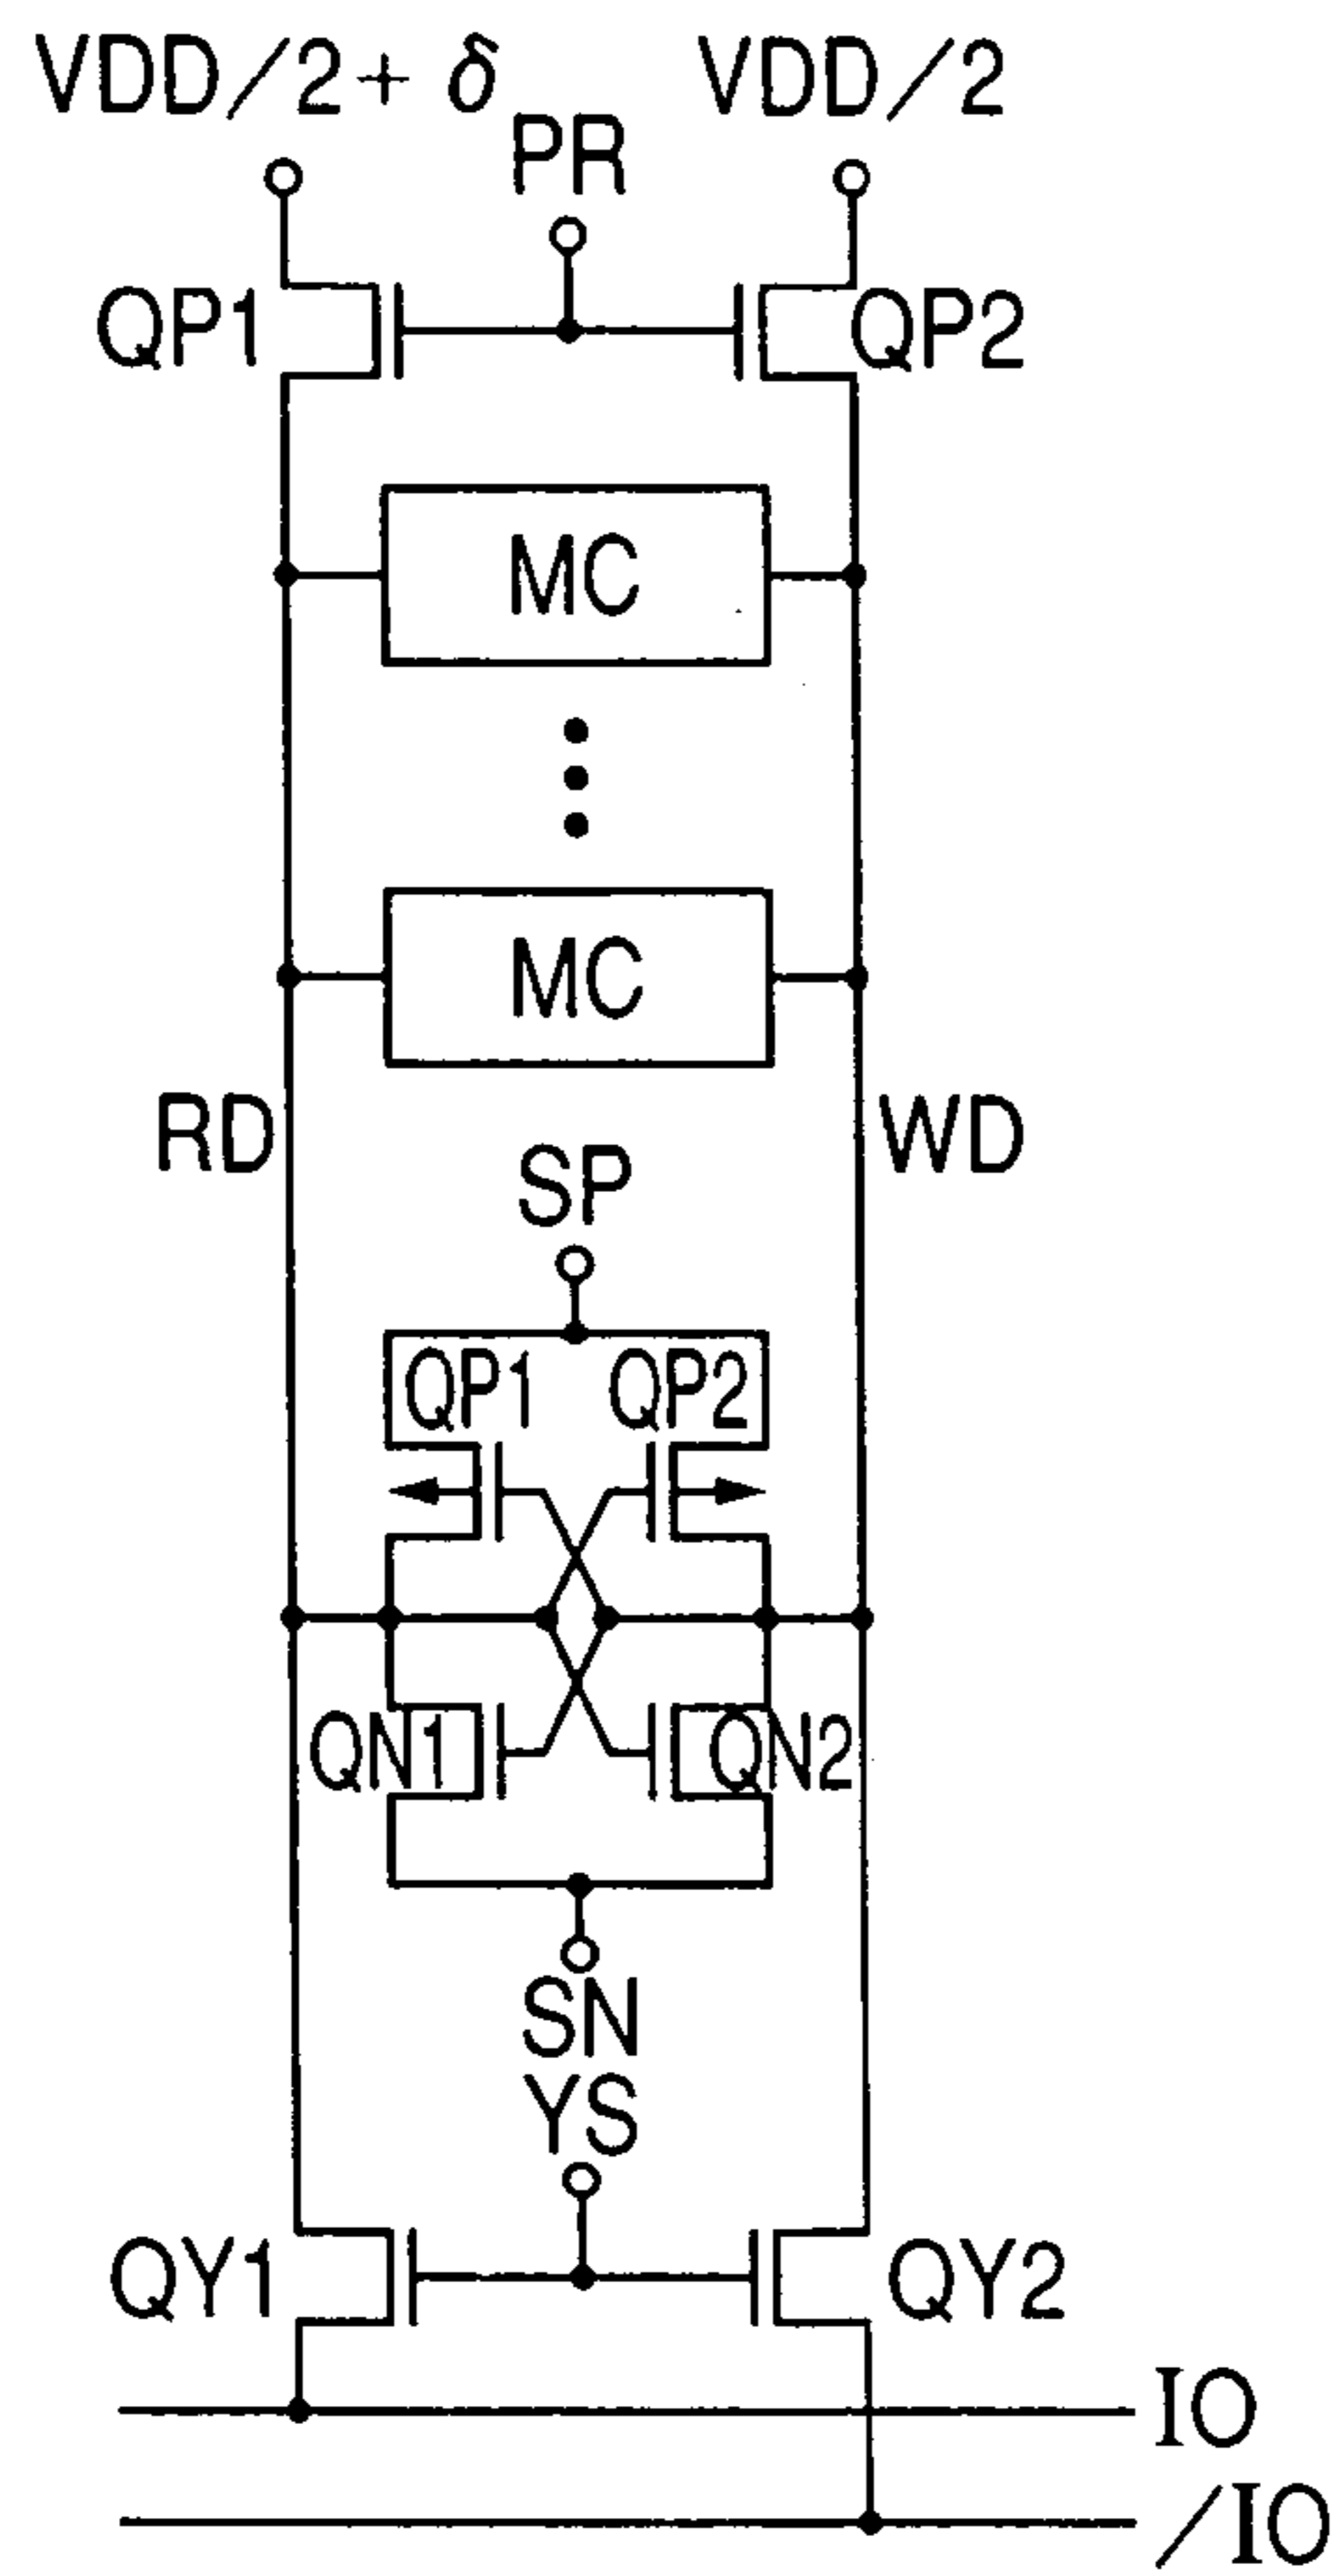 VDD/2+ δ
VDD/2
PR
QP1
QP2
MC
MC
RD
WD
SP
QP1
QP2
QN1
QN2
SN
YS
QY1
QY2
IO
/IO